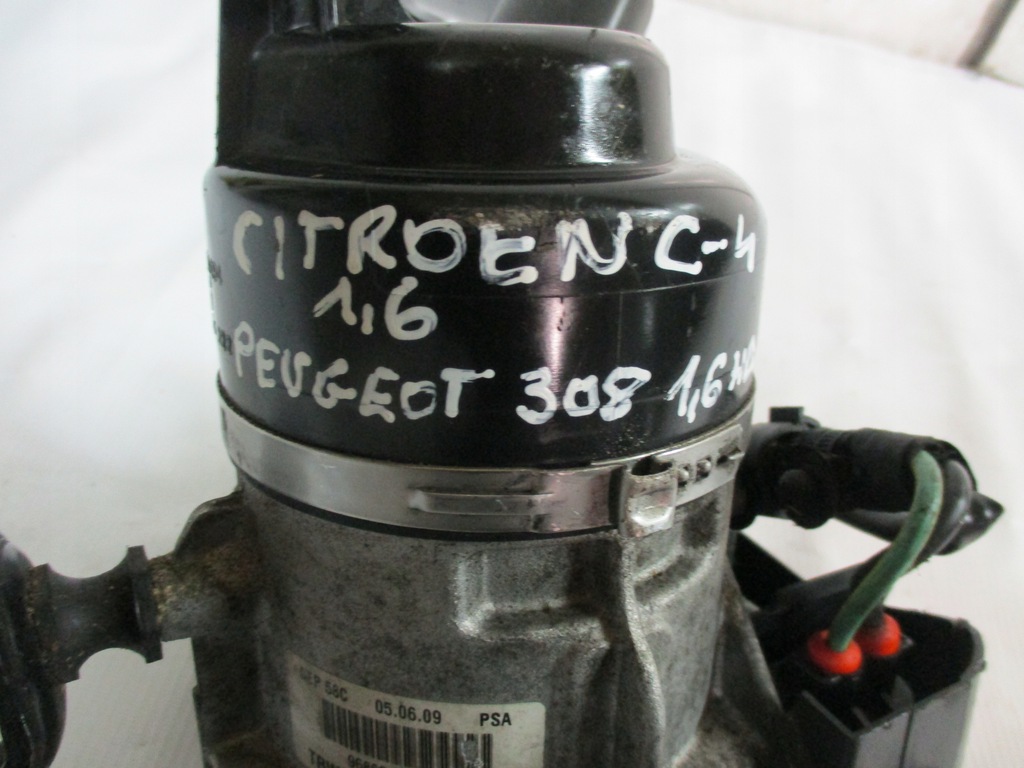 CITROEN C-4
1,6
PEUGEOT 308 1,6
05.06.09 PSA